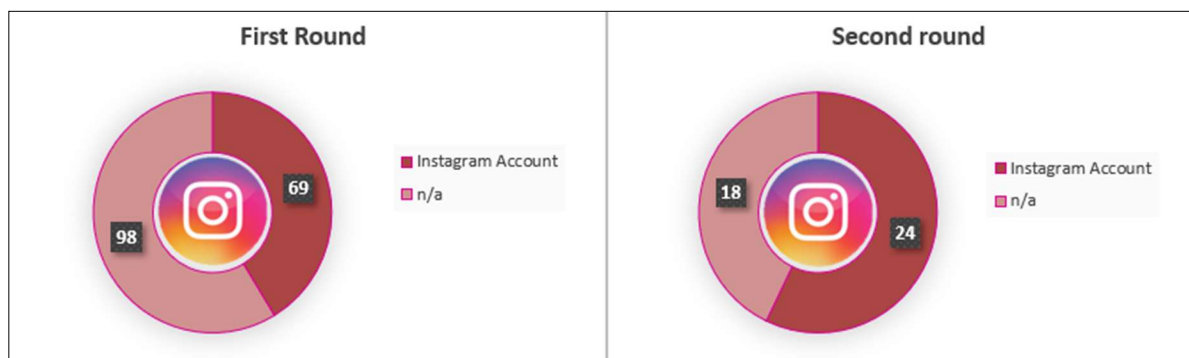 First Round
69
98
Instagram Account
n/a
Second round
18
24
Instagram Account
n/a